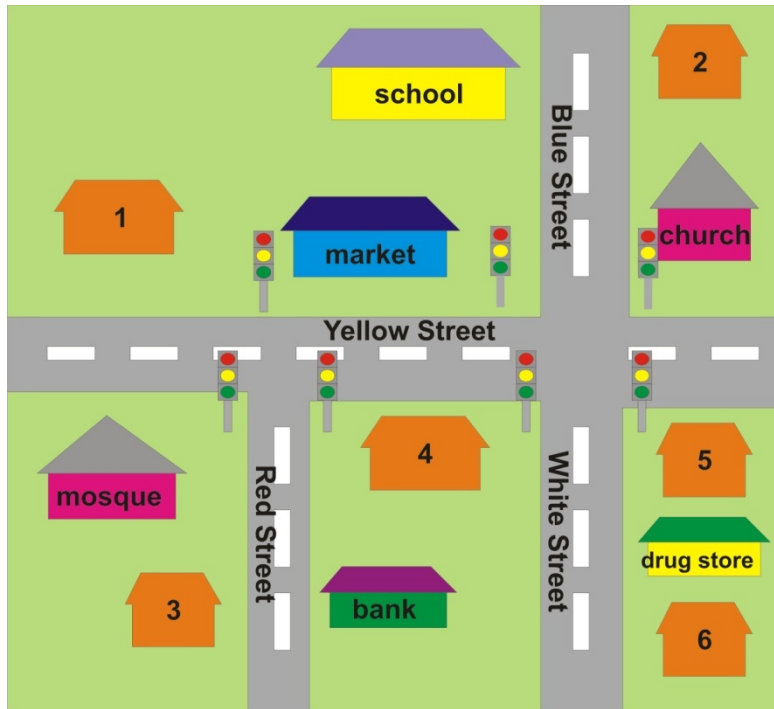 school
2
Blue Street
1
market
church
Yellow Street
mosque
Red Street
4
White Street
5
drug store
3
bank
6